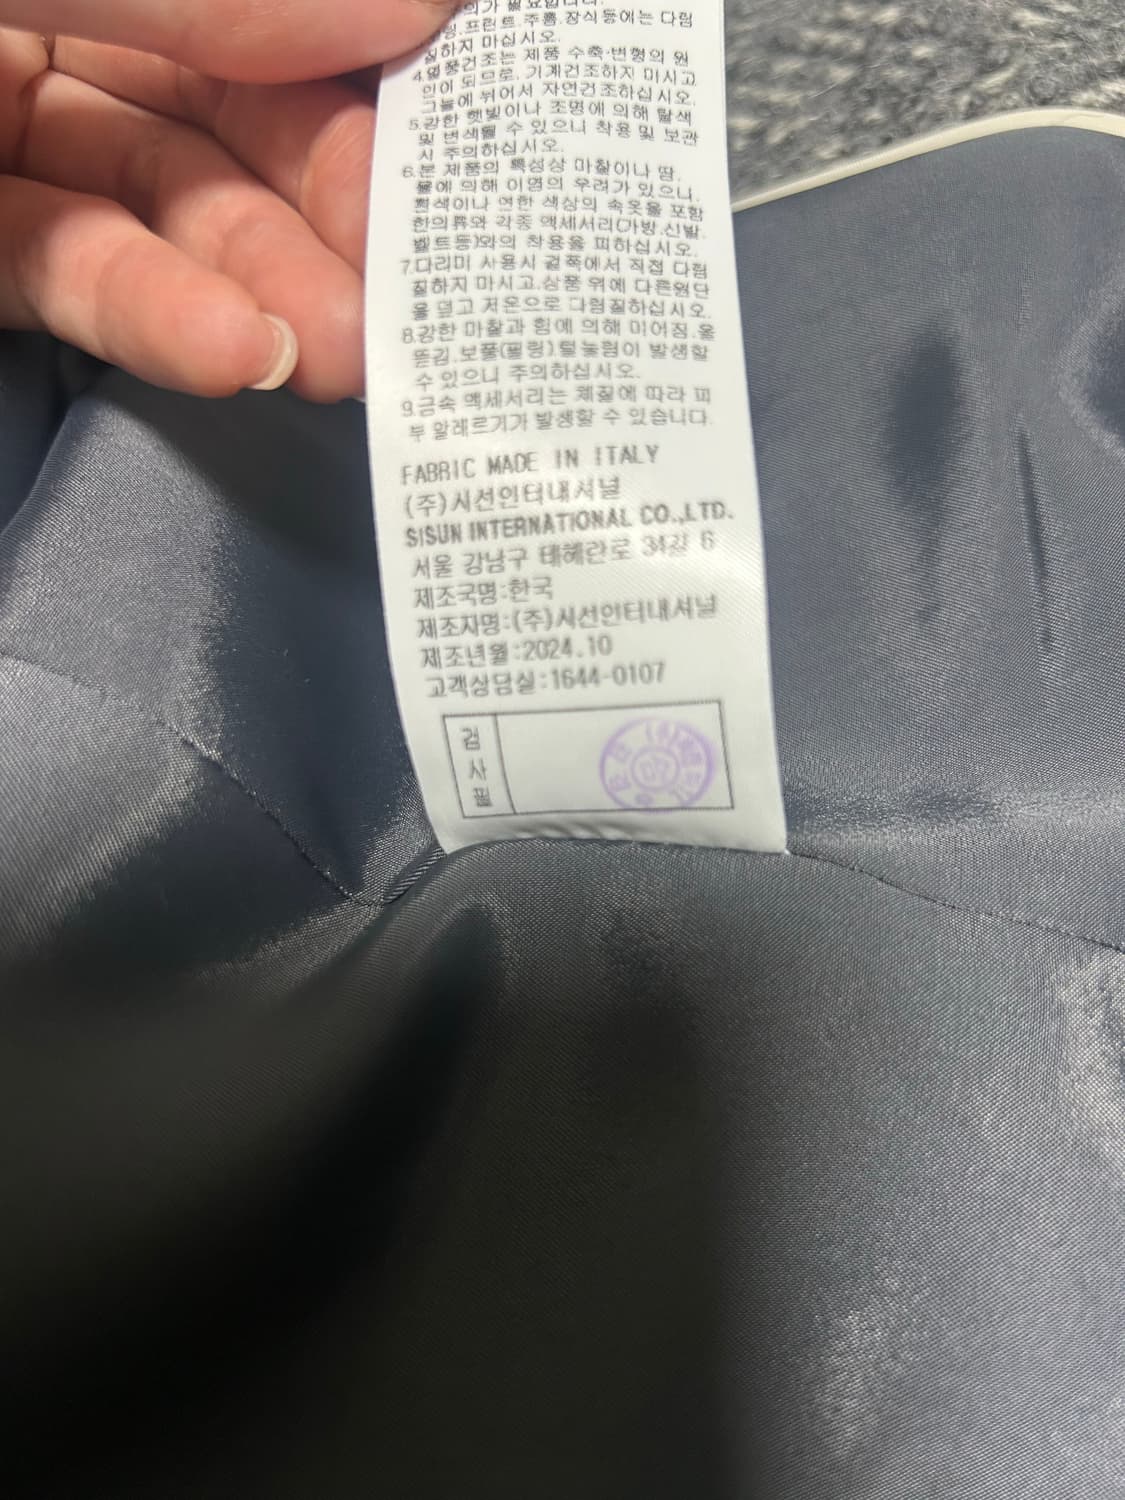 의가 필요합니다.
프린트.주름.장식등에는 다림
질하지 마십시오.
4.열풍건조는 제품 수축·변형의 원
인이 되므로, 기계건조하지 마시고
그늘에 뉘어서 자연건조하십시오.
5.강한 햇빛이나 조명에 의해 탈색
및 변색될 수 있으니 착용 및 보관
시 주의하십시오.
6.본 제품의 특성상 마찰이나 땀.
물에 의해 이염의 우려가 있으니.
흰색이나 연한 색상의 속옷을 포함
한의류와 각종 액세서리(가방.신발.
벨트등)와의 착용을 피하십시오.
7.다리미 사용시 겉쪽에서 직접 다림
질하지 마시고.상품 위에 다른원단
을 덮고 저온으로 다림질하십시오.
8.강한 마찰과 힘에 의해 미어짐.올
뜯김.보풀(필링).털눌림이 발생할
수 있으니 주의하십시오.
9.금속 액세서리는 체질에 따라 피
부 알레르기가 발생할 수 있습니다.
FABRIC MADE IN ITALY
(주)시선인터내셔널
SISUN INTERNATIONAL CO.,LTD.
서울 강남구 테헤란로 34길 6
제조국명:한국
제조자명:(주)시선인터내셔널
제조년월:2024.10
고객상담실:1644-0107
검
사
필